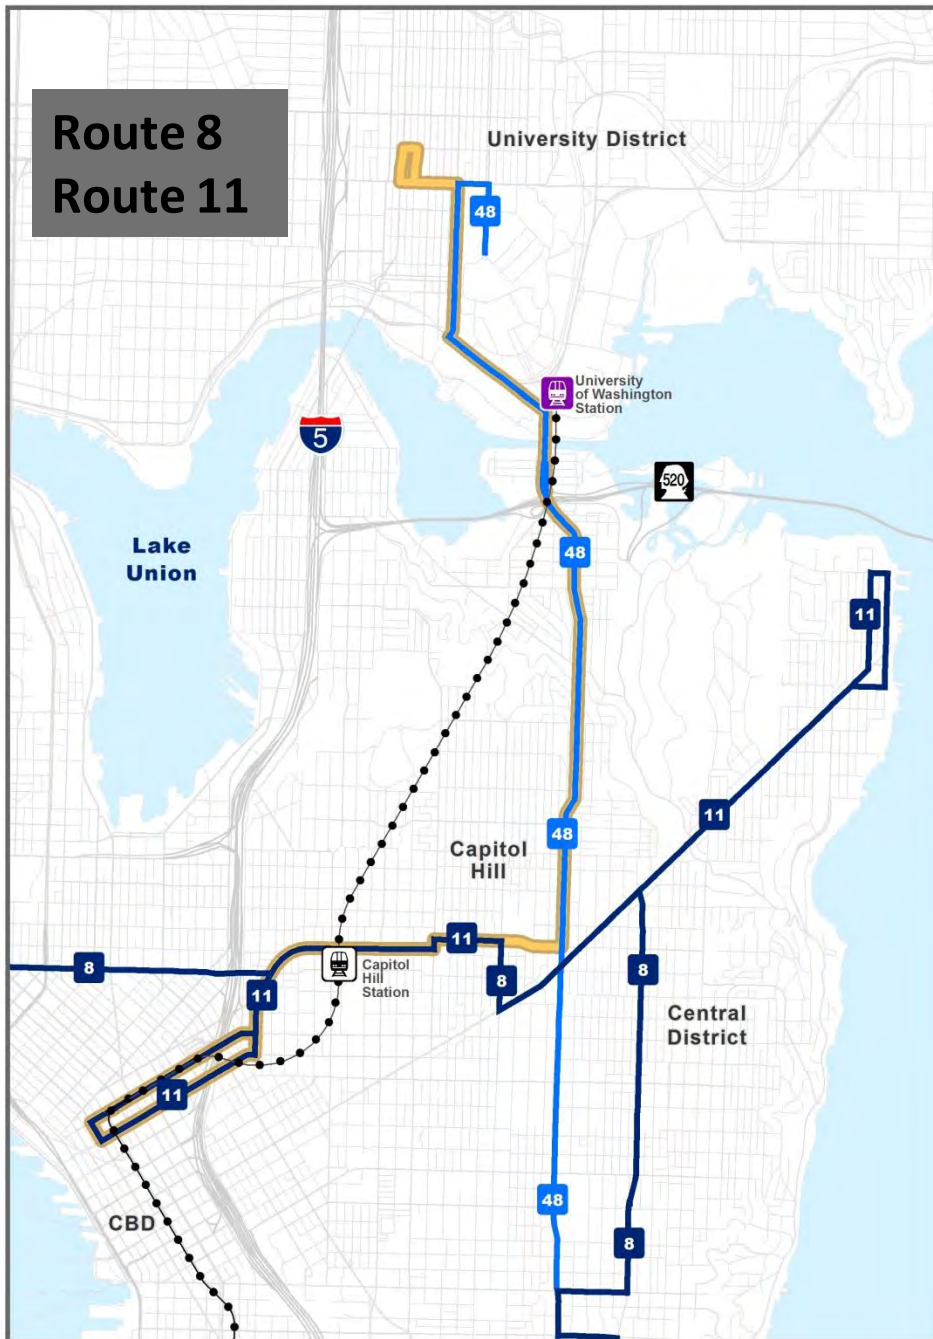 Route 8
Route 11
University District
48
University
of Washington
Station
5
520
Lake
Union
48
11
11
48
Capitol
Hill
11
8
8
8
Capitol
Hill
Station
11
Central
District
11
48
CBD
8